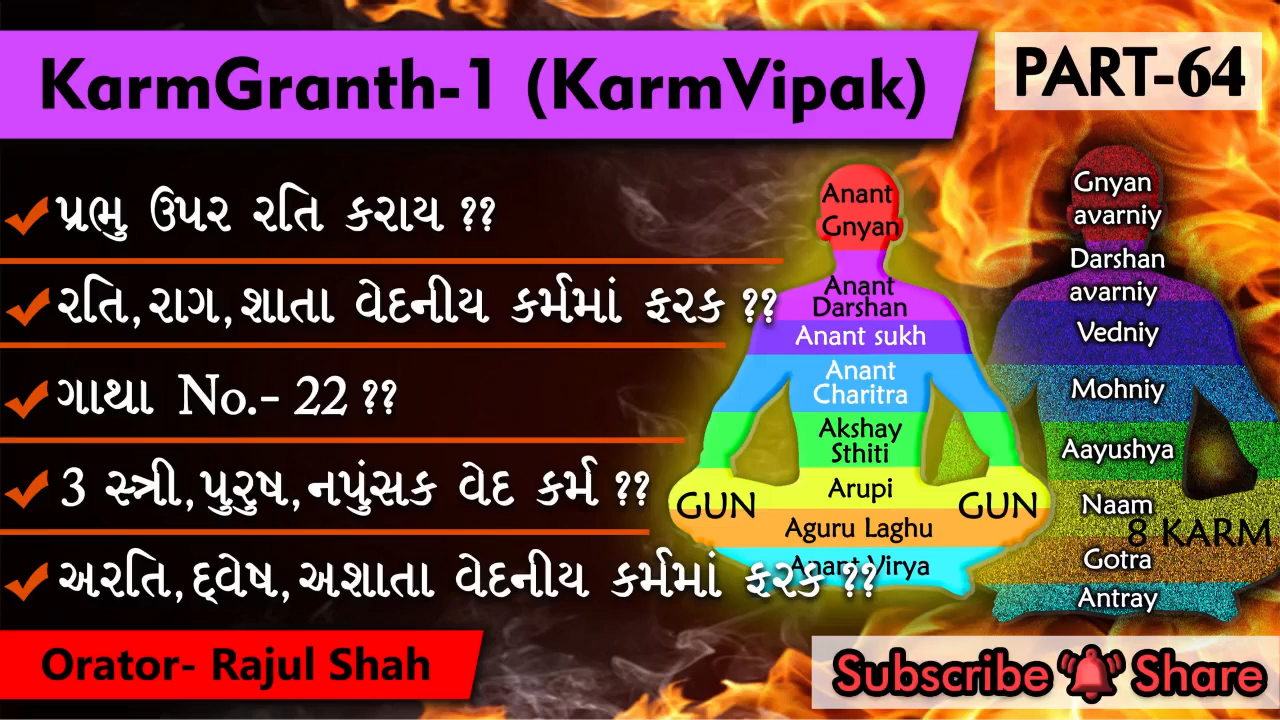 KarmGranth-1 (KarmVipak)
PART-64
પ્રભુ ઉપર રતિ કરાય ??
રતિ, રાગ, શાતા વેદનીય કર્મમાં ફરક ??
ગાથા No.- 22 ??
3 સ્ત્રી, પુરુષ, નપુંસક વેદ કર્મ ??
અરતિ, દ્વેષ, અશાતા વેદનીય કર્મમાં ફરક ??
Anant
Gnyan
Anant
Darshan
Anant sukh
Anant
Charitra
Akshay
Sthiti
Arupi
GUN
GUN
Aguru Laghu
Anant Virya
Gnyan
avarniy
Darshan
avarniy
Vedniy
Mohniy
Aayushya
Naam
8 KARM
Gotra
Antray
Orator- Rajul Shah
Subscribe Share